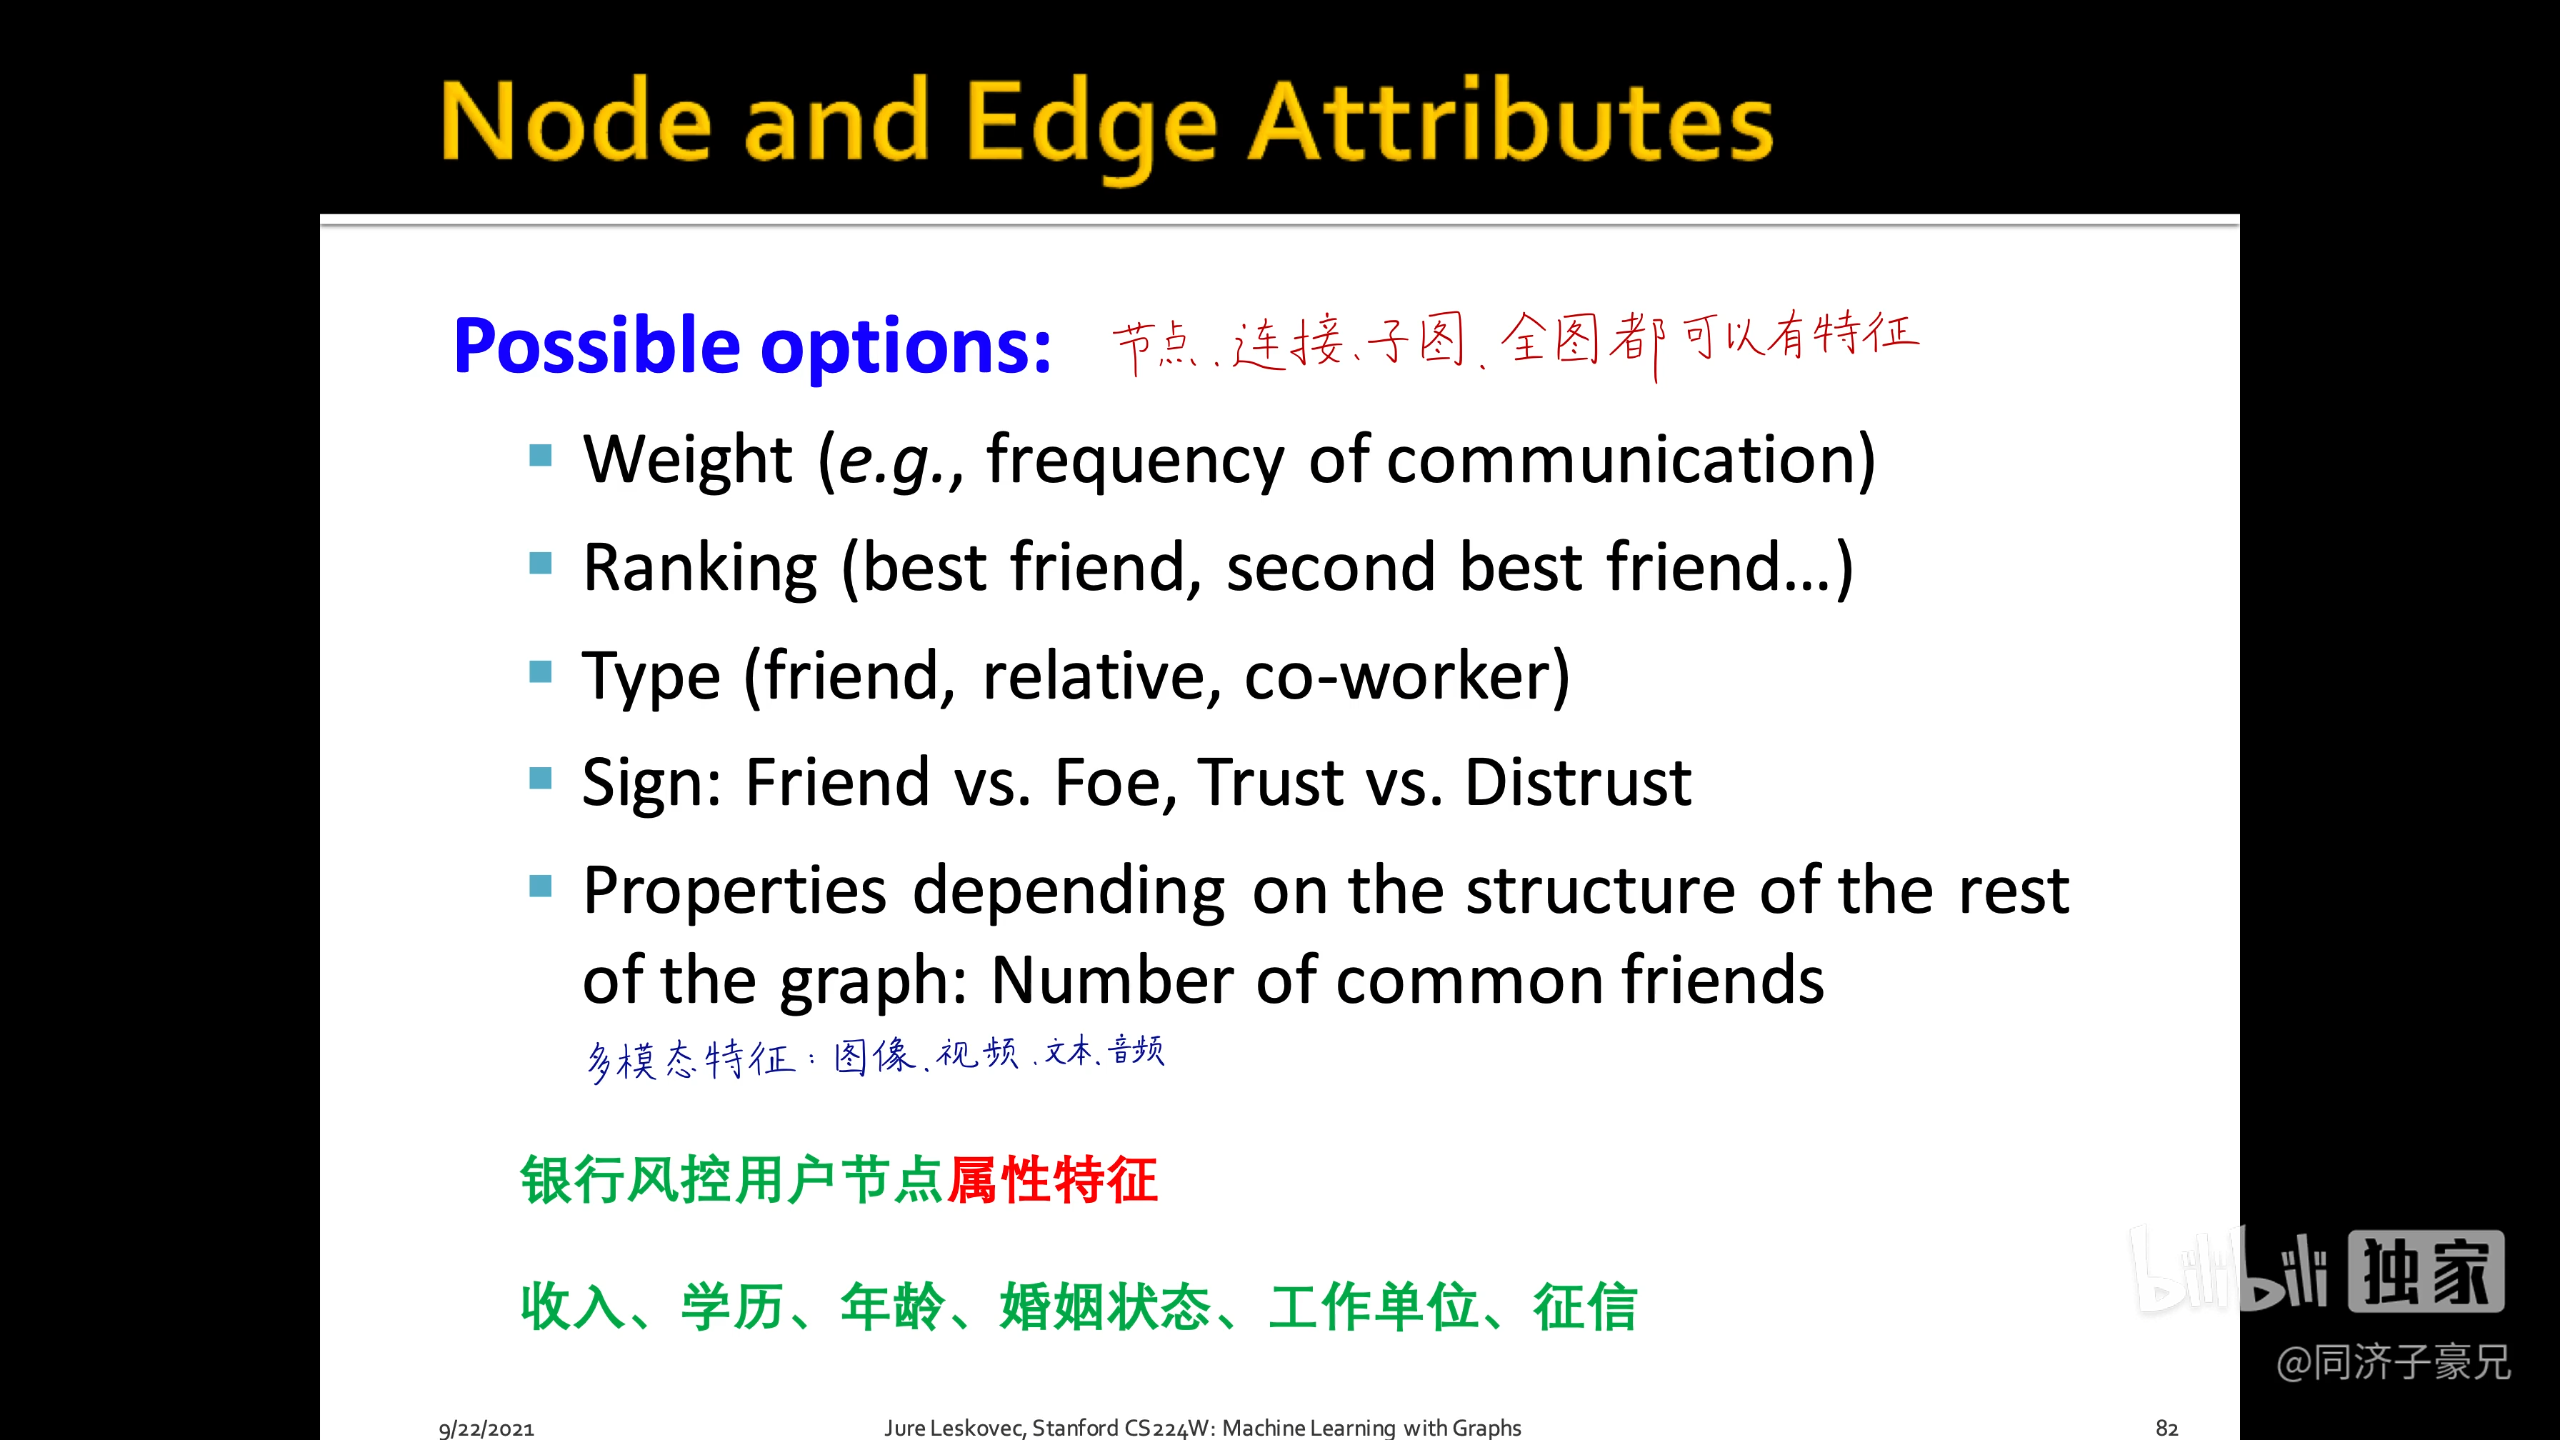 Node and Edge Attributes
Possible options: 节点、连接、子图、全图都可以有特征
▪ Weight (e.g., frequency of communication)
▪ Ranking (best friend, second best friend…)
▪ Type (friend, relative, co-worker)
▪ Sign: Friend vs. Foe, Trust vs. Distrust
▪ Properties depending on the structure of the rest
of the graph: Number of common friends
多模态特征：图像、视频、文本、音频
银行风控用户节点属性特征
收入、学历、年龄、婚姻状态、工作单位、征信
bilibili 独家
@同济子豪兄
9/22/2021 Jure Leskovec, Stanford CS224W: Machine Learning with Graphs 82